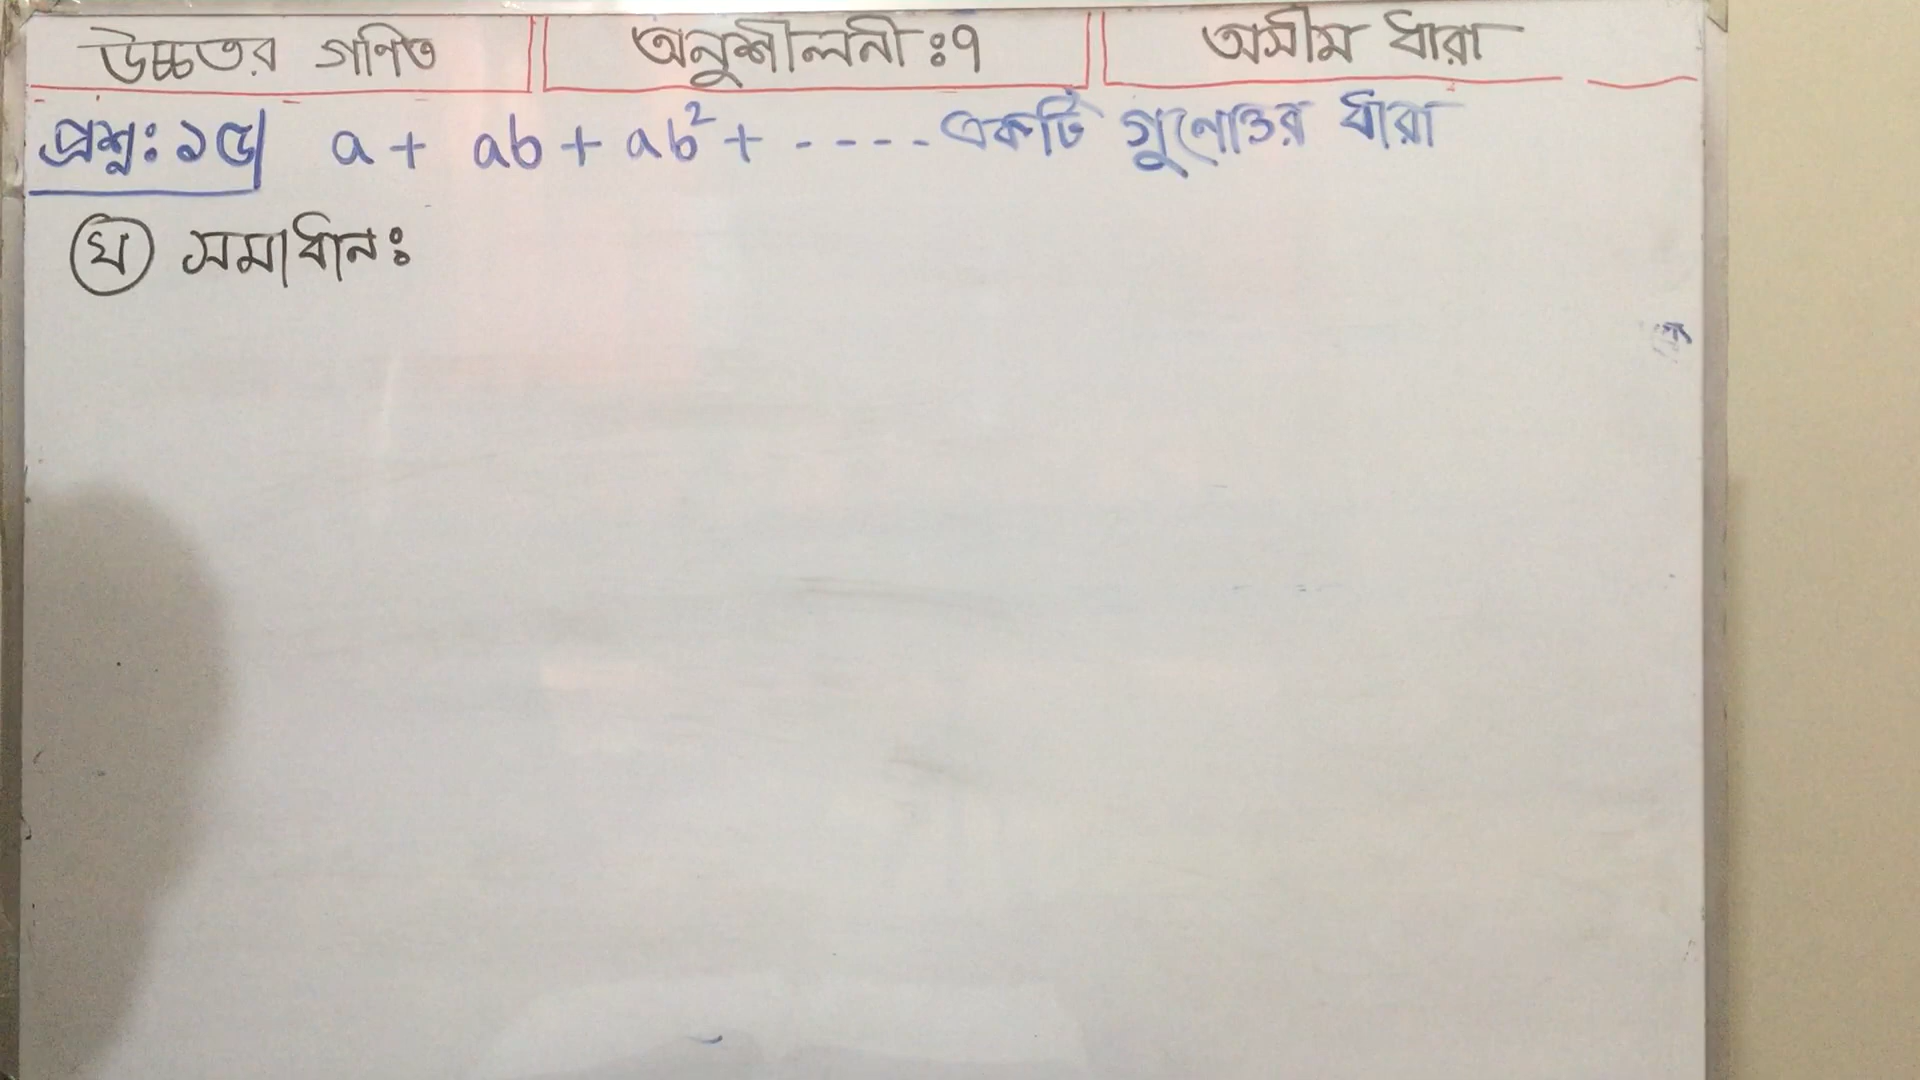 উচ্চতর গণিত অনুশীলনী ঃ ৭ অসীম ধারা
প্রশ্ন ঃ ১৫| a + ab + ab² + - - - - - একটি গুনোত্তর ধারা
ঘ সমাধান ঃ